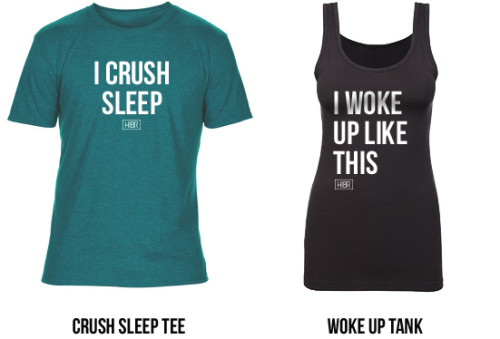 I CRUSH
SLEEP
HBR
I WOKE
UP LIKE
THIS
HBR
CRUSH SLEEP TEE
WOKE UP TANK